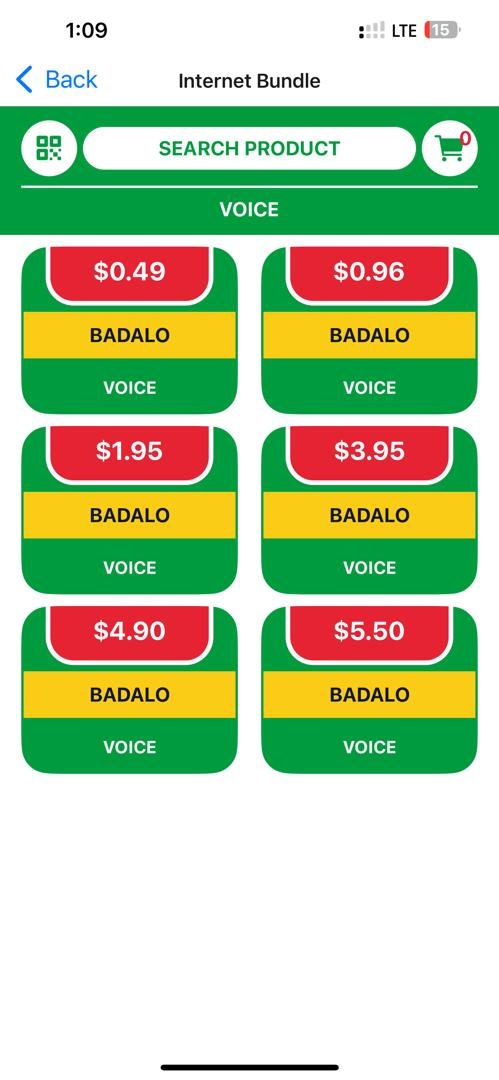 1:09
LTE
15
Back
Internet Bundle
SEARCH PRODUCT
0
VOICE
$0.49
BADALO
VOICE
$0.96
BADALO
VOICE
$1.95
BADALO
VOICE
$3.95
BADALO
VOICE
$4.90
BADALO
VOICE
$5.50
BADALO
VOICE